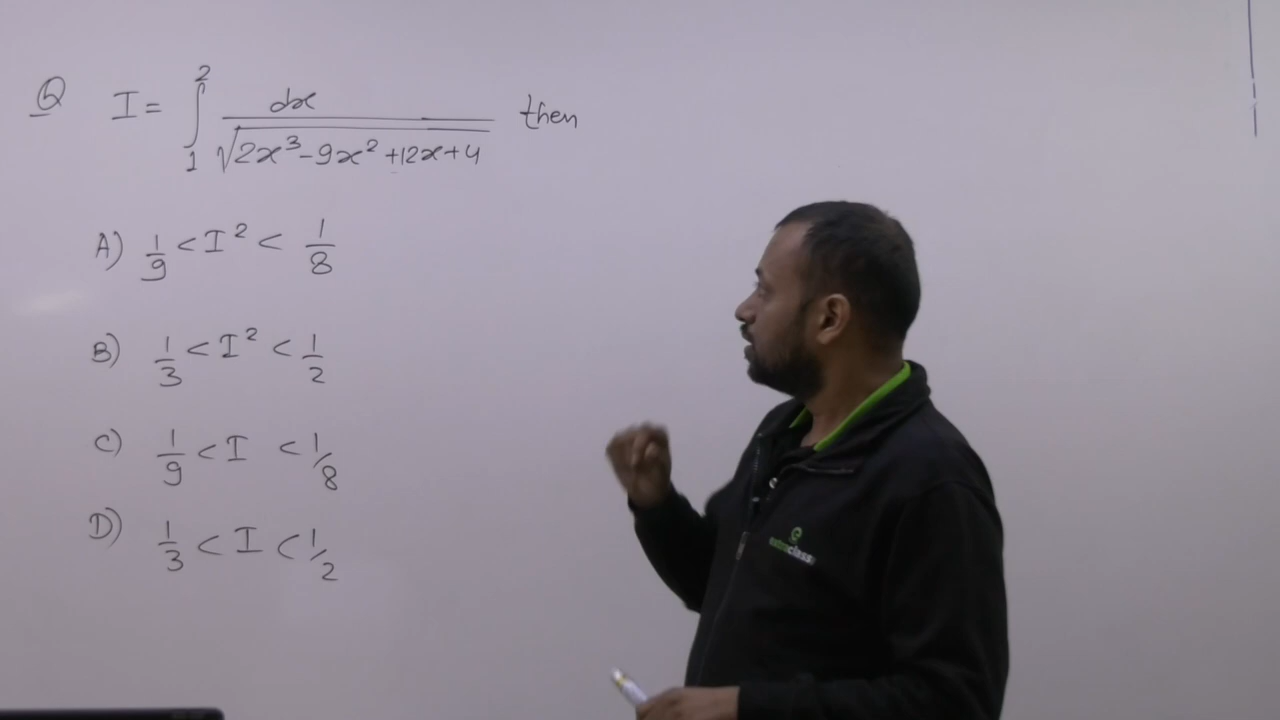 Q I = ∫₁² dx / √(2x³-9x²+12x+4) then
A) 1/9 < I² < 1/8
B) 1/3 < I² < 1/2
C) 1/9 < I < 1/8
D) 1/3 < I < 1/2
extraclass